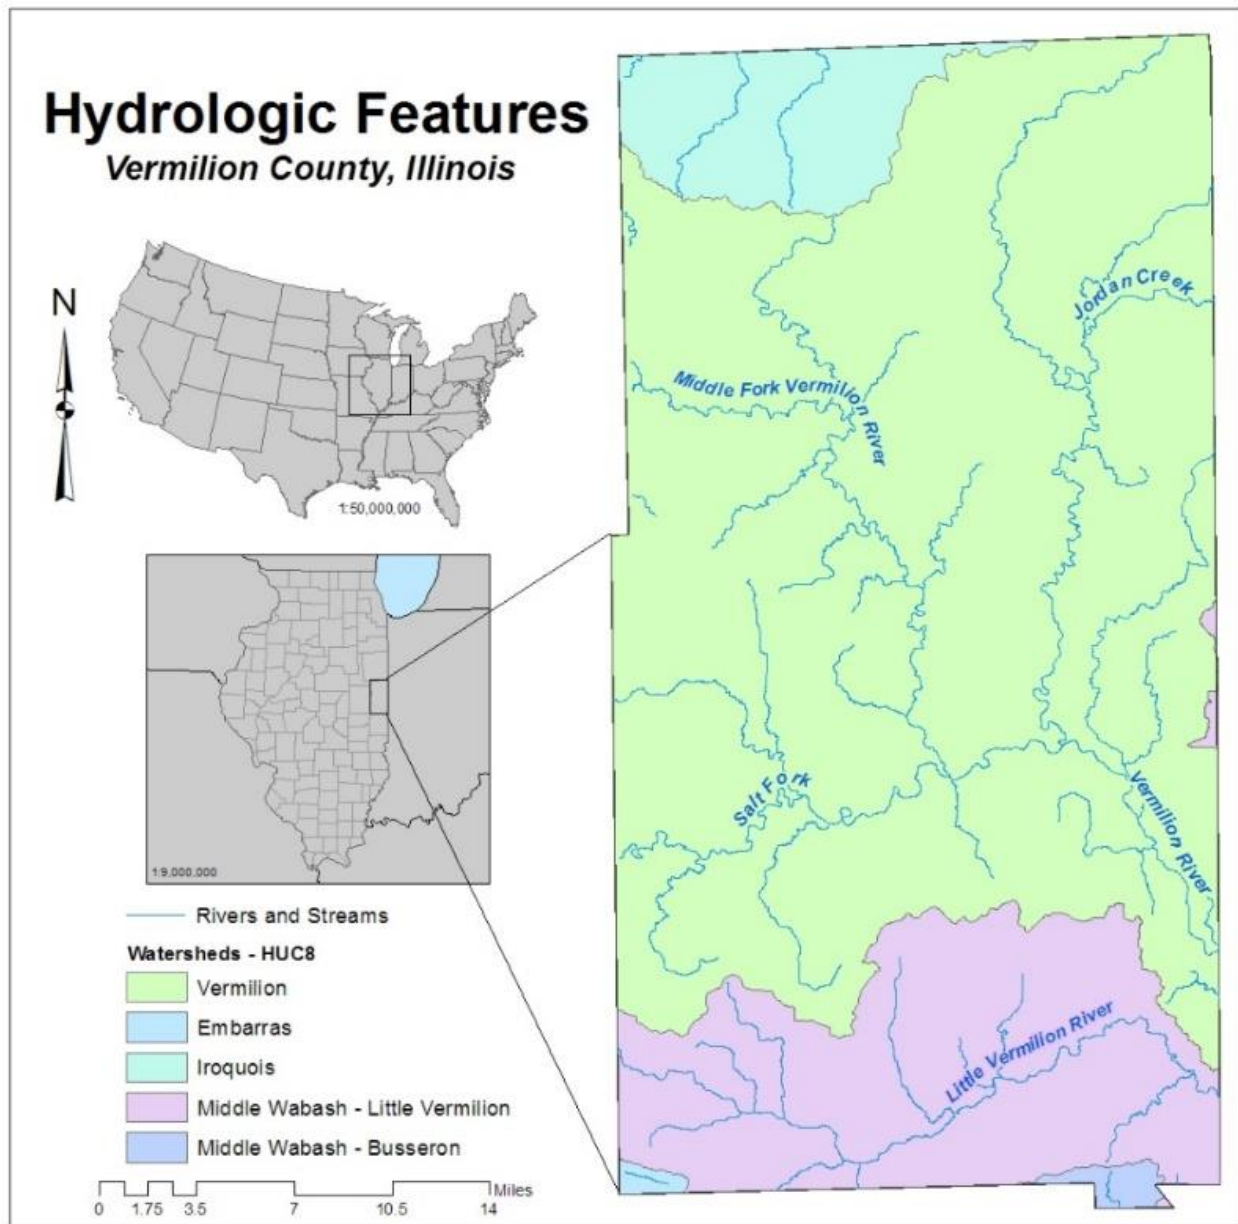 Hydrologic Features
Vermilion County, Illinois
N
1:50,000,000
1:9,000,000
Rivers and Streams
Watersheds - HUC8
Vermilion
Embarras
Iroquois
Middle Wabash - Little Vermilion
Middle Wabash - Busseron
Miles
0 1.75 3.5 7 10.5 14
Jordan Creek
Middle Fork Vermilion River
Salt Fork
Vermilion River
Little Vermilion River